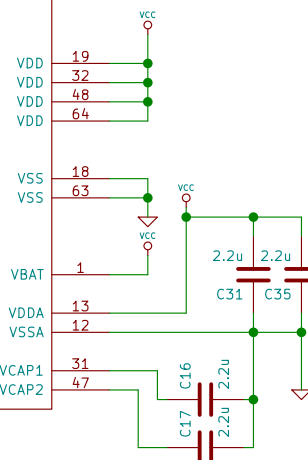 vcc
VDD 19
VDD 32
VDD 48
VDD 64
VSS 18
VSS 63
vcc
vcc
VBAT 1
2.2u 2.2u
C31 C35
VDDA 13
VSSA 12
VCAP1 31
C16 2.2u
VCAP2 47
C17 2.2u